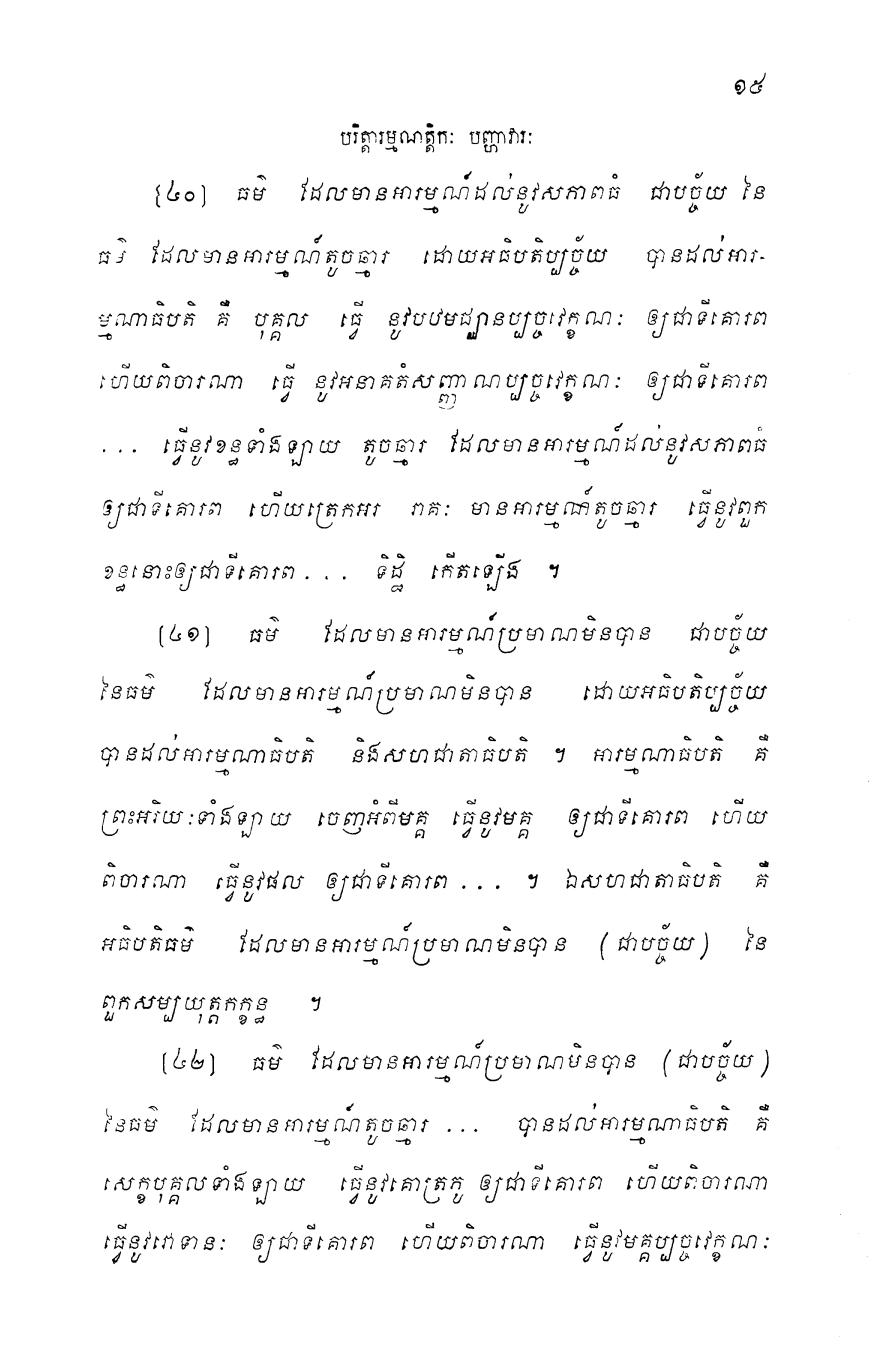 ១៥
បរិត្តារម្មណត្តិកៈ បញ្ហាវារៈ
[៤០] ធម៌ ដែលមានអារម្មណ៍ដល់នូវសភាពធំ ជាបច្ច័យ នៃ
ធម៌ ដែលមានអារម្មណ៍តូចឆ្មារ ដោយអធិបតិប្បច្ច័យ បានដល់អារ-
ម្មណាធិបតិ គឺ បុគ្គល ធ្វើ នូវបឋមជ្ឈានប្បច្ចវេក្ខណៈ ឲ្យជាទីគោរព
ហើយពិចារណា ធ្វើ នូវអនាគតំសញ្ញាណប្បច្ចវេក្ខណៈ ឲ្យជាទីគោរព
... ធ្វើនូវខន្ធទាំងឡាយ តូចឆ្មារ ដែលមានអារម្មណ៍ដល់នូវសភាពធំ
ឲ្យជាទីគោរព ហើយត្រេកអរ រាគៈ មានអារម្មណ៍តូចឆ្មារ ធ្វើនូវពួក
ខន្ធនោះឲ្យជាទីគោរព ... ទិដ្ឋិ កើតឡើង ។
[៤១] ធម៌ ដែលមានអារម្មណ៍ប្រមាណមិនបាន ជាបច្ច័យ
នៃធម៌ ដែលមានអារម្មណ៍ប្រមាណមិនបាន ដោយអធិបតិប្បច្ច័យ
បានដល់អារម្មណាធិបតិ និងសហជាតាធិបតិ ។ អារម្មណាធិបតិ គឺ
ព្រះអរិយៈទាំងឡាយ ចេញអំពីមគ្គ ធ្វើនូវមគ្គ ឲ្យជាទីគោរព ហើយ
ពិចារណា ធ្វើនូវផល ឲ្យជាទីគោរព ... ។ ឯសហជាតាធិបតិ គឺ
អធិបតិធម៌ ដែលមានអារម្មណ៍ប្រមាណមិនបាន (ជាបច្ច័យ) នៃ
ពួកសម្បយុត្តកក្ខន្ធ ។
[៤២] ធម៌ ដែលមានអារម្មណ៍ប្រមាណមិនបាន (ជាបច្ច័យ)
នៃធម៌ ដែលមានអារម្មណ៍តូចឆ្មារ ... បានដល់អារម្មណាធិបតិ គឺ
សេក្ខបុគ្គលទាំងឡាយ ធ្វើនូវគោត្រភូ ឲ្យជាទីគោរព ហើយពិចារណា
ធ្វើនូវវោទានៈ ឲ្យជាទីគោរព ហើយពិចារណា ធ្វើនូវមគ្គប្បច្ចវេក្ខណៈ